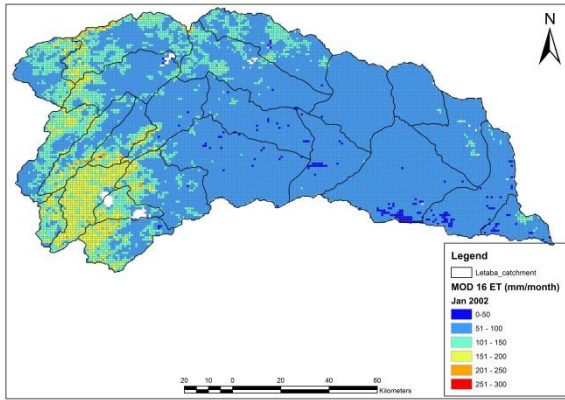 N
Legend
Letaba_catchment
MOD 16 ET (mm/month)
Jan 2002
0-50
51 - 100
101 - 150
151 - 200
201 - 250
251 - 300
20 10 0 20 40 60 80
Kilometers